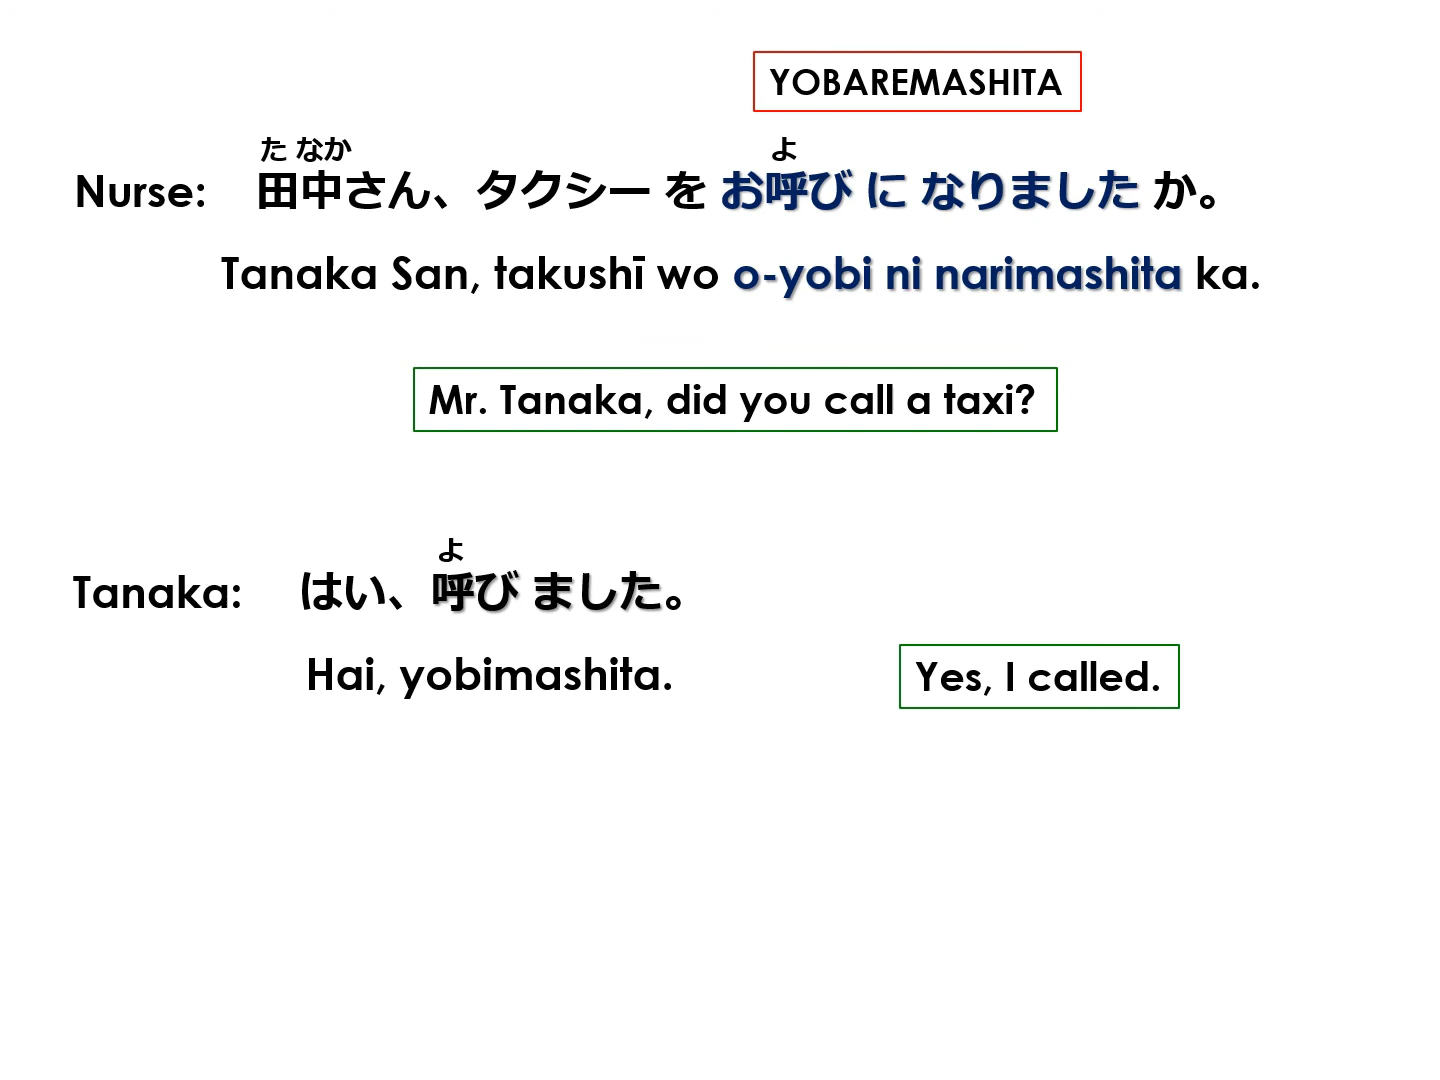 YOBAREMASHITA
た なか よ
Nurse: 田中さん、タクシー を お呼び に なりました か。
Tanaka San, takushī wo o-yobi ni narimashita ka.
Mr. Tanaka, did you call a taxi?
よ
Tanaka: はい、呼び ました。
Hai, yobimashita.
Yes, I called.